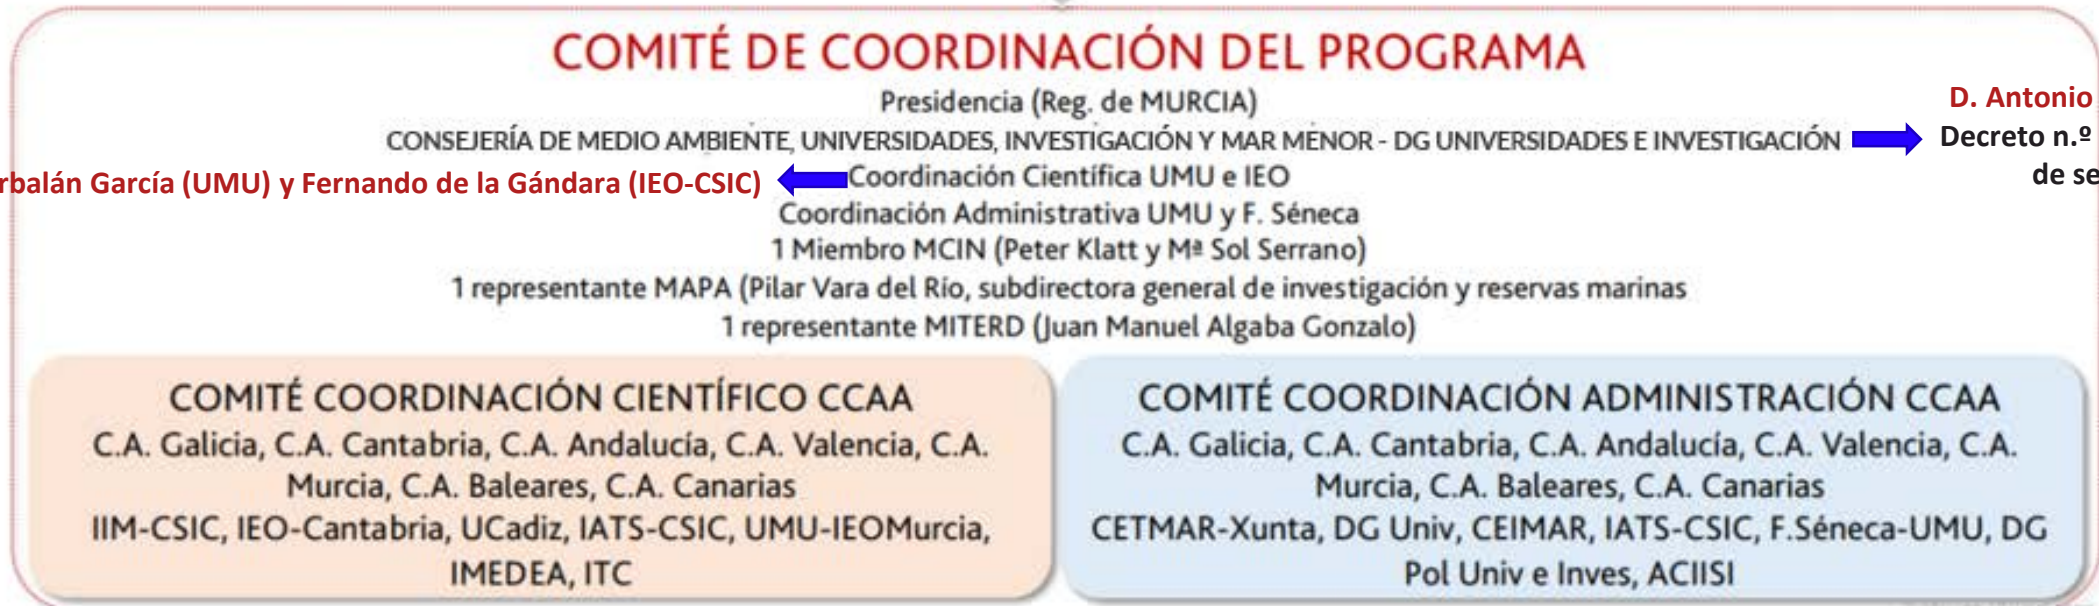 COMITÉ DE COORDINACIÓN DEL PROGRAMA
Presidencia (Reg. de MURCIA)
D. Antonio
CONSEJERÍA DE MEDIO AMBIENTE, UNIVERSIDADES, INVESTIGACIÓN Y MAR MENOR - DG UNIVERSIDADES E INVESTIGACIÓN
Decreto n.º
rbalán García (UMU) y Fernando de la Gándara (IEO-CSIC)
Coordinación Científica UMU e IEO
de se
Coordinación Administrativa UMU y F. Séneca
1 Miembro MCIN (Peter Klatt y Mª Sol Serrano)
1 representante MAPA (Pilar Vara del Río, subdirectora general de investigación y reservas marinas
1 representante MITERD (Juan Manuel Algaba Gonzalo)
COMITÉ COORDINACIÓN CIENTÍFICO CCAA
C.A. Galicia, C.A. Cantabria, C.A. Andalucía, C.A. Valencia, C.A.
Murcia, C.A. Baleares, C.A. Canarias
IIM-CSIC, IEO-Cantabria, UCadiz, IATS-CSIC, UMU-IEOMurcia,
IMEDEA, ITC
COMITÉ COORDINACIÓN ADMINISTRACIÓN CCAA
C.A. Galicia, C.A. Cantabria, C.A. Andalucía, C.A. Valencia, C.A.
Murcia, C.A. Baleares, C.A. Canarias
CETMAR-Xunta, DG Univ, CEIMAR, IATS-CSIC, F.Séneca-UMU, DG
Pol Univ e Inves, ACIISI